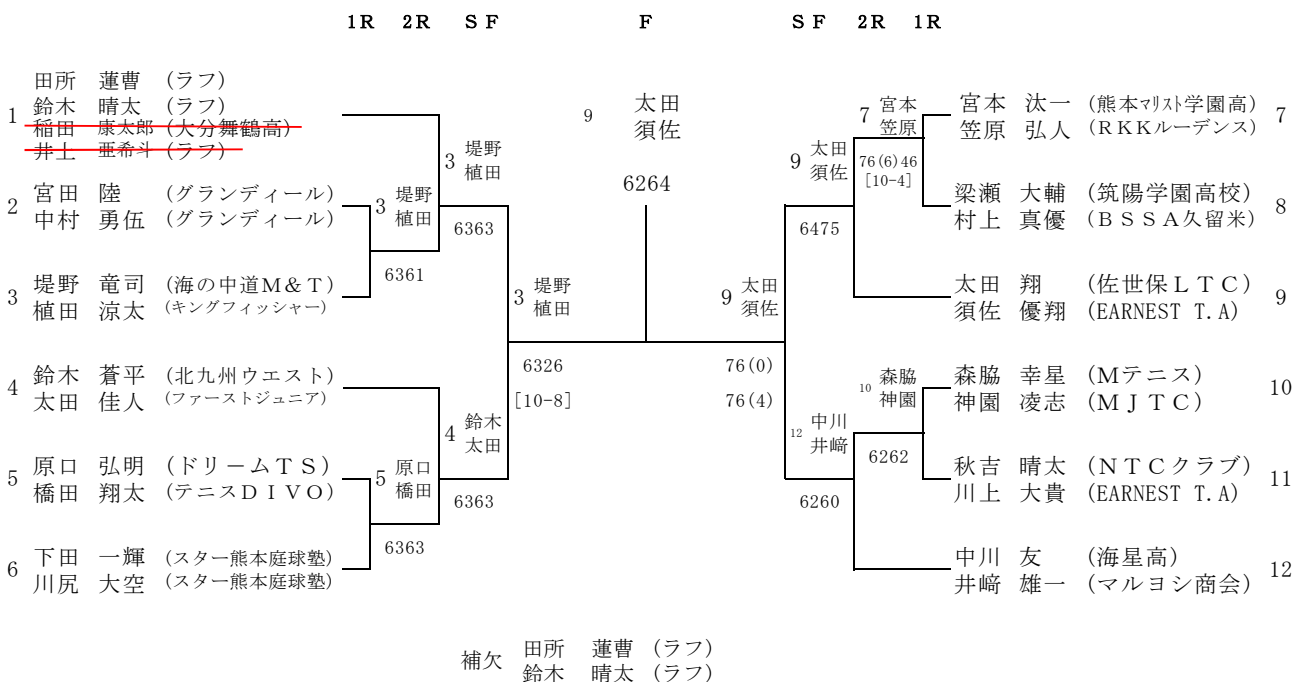 1R 2R SF F SF 2R 1R
1
田所 蓮曹 (ラフ)
鈴木 晴太 (ラフ)
稲田 康太郎 (大分舞鶴高)
井上 亜希斗 (ラフ)
2
宮田 陸 (グランディール)
中村 勇伍 (グランディール)
3
堤野 竜司 (海の中道M&T)
植田 涼太 (キングフィッシャー)
4
鈴木 蒼平 (北九州ウエスト)
太田 佳人 (ファーストジュニア)
5
原口 弘明 (ドリームTS)
橋田 翔太 (テニスDIVO)
6
下田 一輝 (スター熊本庭球塾)
川尻 大空 (スター熊本庭球塾)
3 堤野
植田
6361
5 原口
橋田
6363
3 堤野
植田
6363
4 鈴木
太田
6363
3 堤野
植田
6326
[10-8]
9 太田
須佐
6264
9 太田
須佐
76(0)
76(4)
9 太田
須佐
6475
12 中川
井﨑
6260
7 宮本
笠原
76(6)46
[10-4]
10 森脇
神園
6262
宮本 汰一 (熊本マリスト学園高)
笠原 弘人 (RKKルーデンス)
7
梁瀬 大輔 (筑陽学園高校)
村上 真優 (BSSA久留米)
8
太田 翔 (佐世保LTC)
須佐 優翔 (EARNEST T.A)
9
森脇 幸星 (Mテニス)
神園 凌志 (MJTC)
10
秋吉 晴太 (NTCクラブ)
川上 大貴 (EARNEST T.A)
11
中川 友 (海星高)
井﨑 雄一 (マルヨシ商会)
12
補欠
田所 蓮曹 (ラフ)
鈴木 晴太 (ラフ)